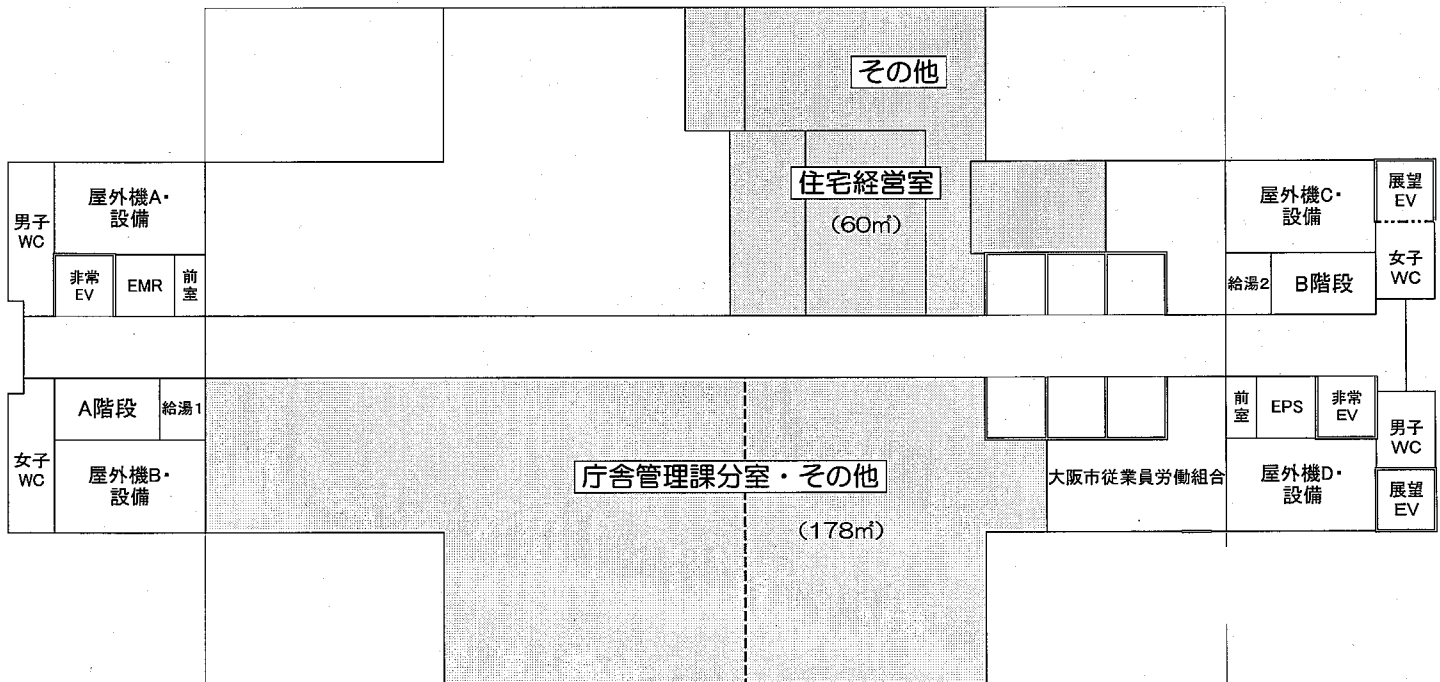 その他
住宅経営室
(60㎡)
屋外機A・
設備
男子
WC
非常
EV
EMR
前
室
屋外機C・
設備
展望
EV
給湯2
B階段
女子
WC
A階段
給湯1
女子
WC
屋外機B・
設備
庁舎管理課分室・その他
(178㎡)
大阪市従業員労働組合
前
室
EPS
非常
EV
男子
WC
屋外機D・
設備
展望
EV